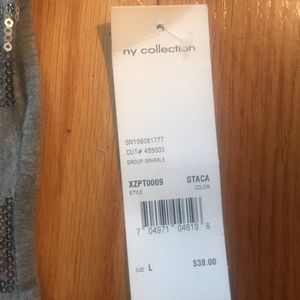 ny collection
SN106081777
CUT# 455003
GROUP: SPARKLE
XZPT0009 GTACA
STYLE COLOR
7 04971 04619 6
SIZE L $38.00